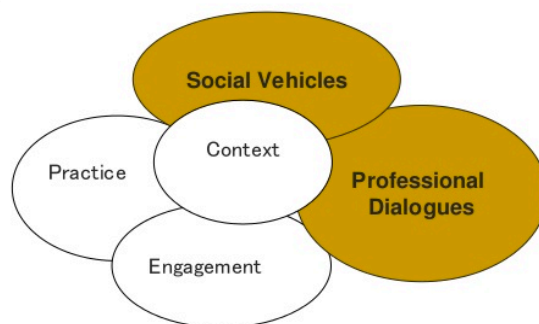 Social Vehicles
Context
Practice
Professional
Dialogues
Engagement